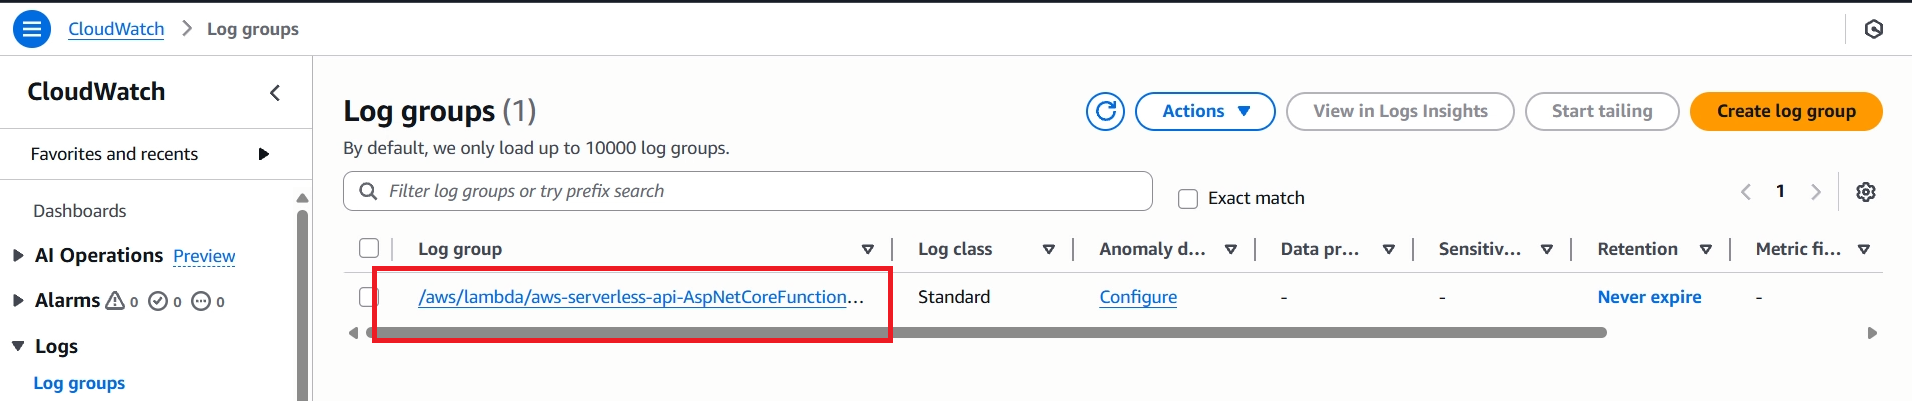 CloudWatch > Log groups
CloudWatch
Favorites and recents
Dashboards
AI Operations Preview
Alarms 0 0 0
Logs
Log groups
Log groups (1)
Actions View in Logs Insights Start tailing Create log group
By default, we only load up to 10000 log groups.
Filter log groups or try prefix search Exact match 1
Log group Log class Anomaly d... Data pr... Sensitiv... Retention Metric fi...
/aws/lambda/aws-serverless-api-AspNetCoreFunction... Standard Configure - - Never expire -